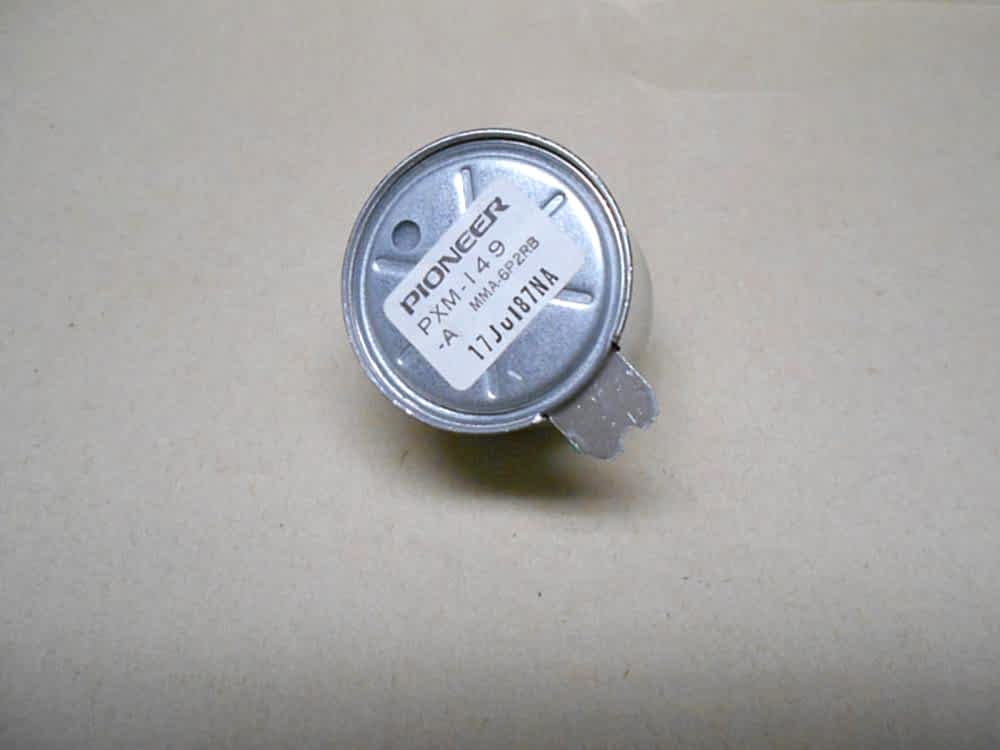 PIONEER
PXM-149
-A MMA-6P2RB
17Jul87NA